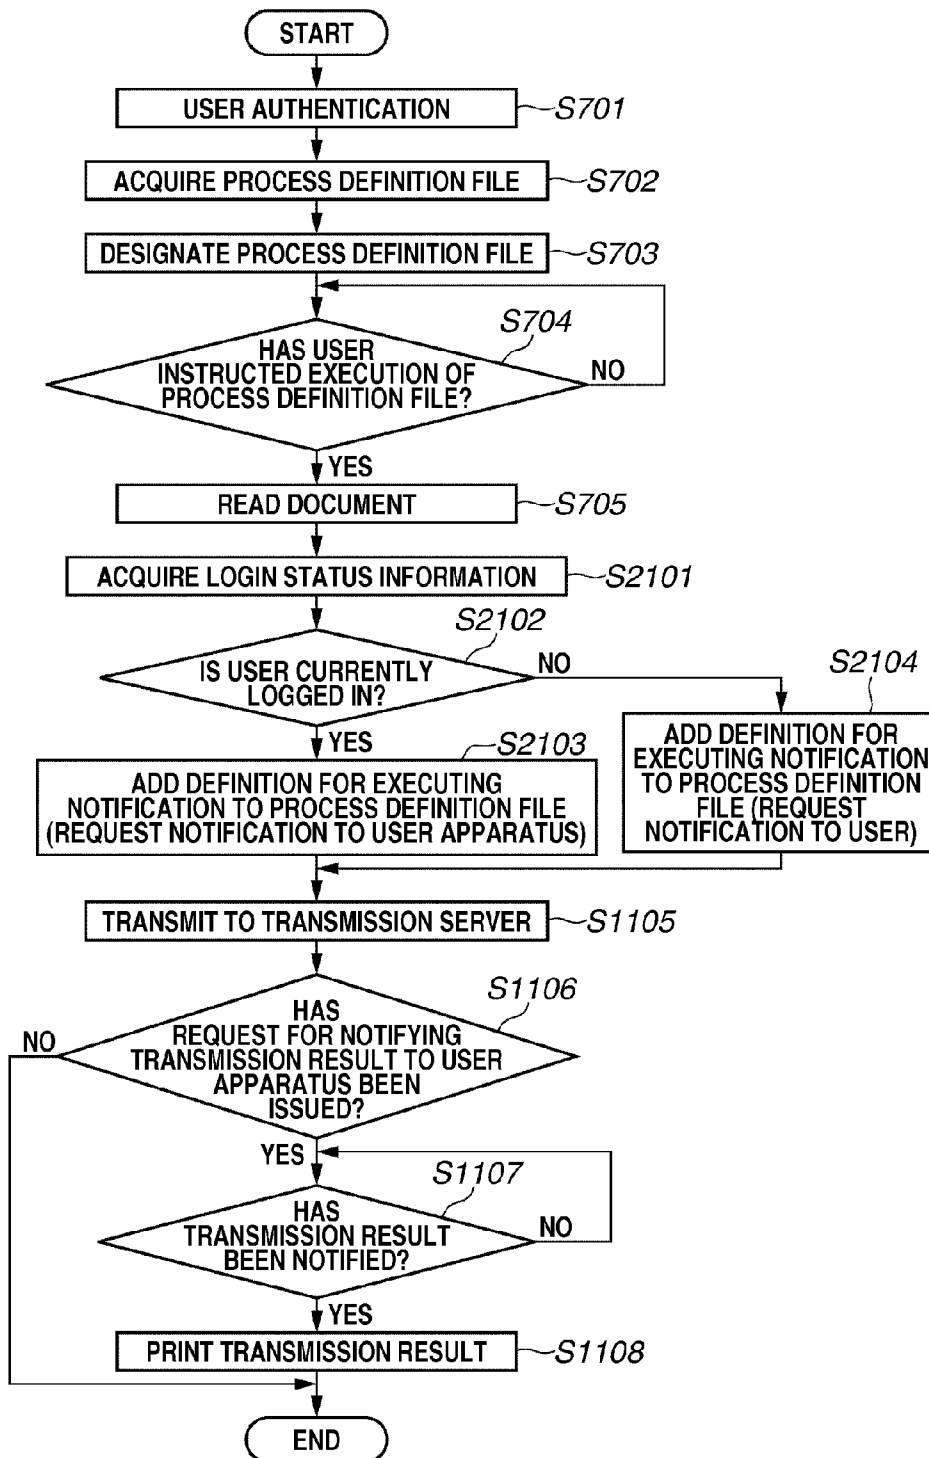 START
USER AUTHENTICATION
S701
ACQUIRE PROCESS DEFINITION FILE
S702
DESIGNATE PROCESS DEFINITION FILE
S703
S704
HAS USER
INSTRUCTED EXECUTION OF
PROCESS DEFINITION FILE?
NO
YES
READ DOCUMENT
S705
ACQUIRE LOGIN STATUS INFORMATION
S2101
S2102
IS USER CURRENTLY
LOGGED IN?
NO
YES
S2103
ADD DEFINITION FOR EXECUTING
NOTIFICATION TO PROCESS DEFINITION FILE
(REQUEST NOTIFICATION TO USER APPARATUS)
S2104
ADD DEFINITION FOR
EXECUTING NOTIFICATION
TO PROCESS DEFINITION
FILE (REQUEST
NOTIFICATION TO USER)
TRANSMIT TO TRANSMISSION SERVER
S1105
S1106
HAS
REQUEST FOR NOTIFYING
TRANSMISSION RESULT TO USER
APPARATUS BEEN
ISSUED?
NO
YES
S1107
HAS
TRANSMISSION RESULT
BEEN NOTIFIED?
NO
YES
PRINT TRANSMISSION RESULT
S1108
END